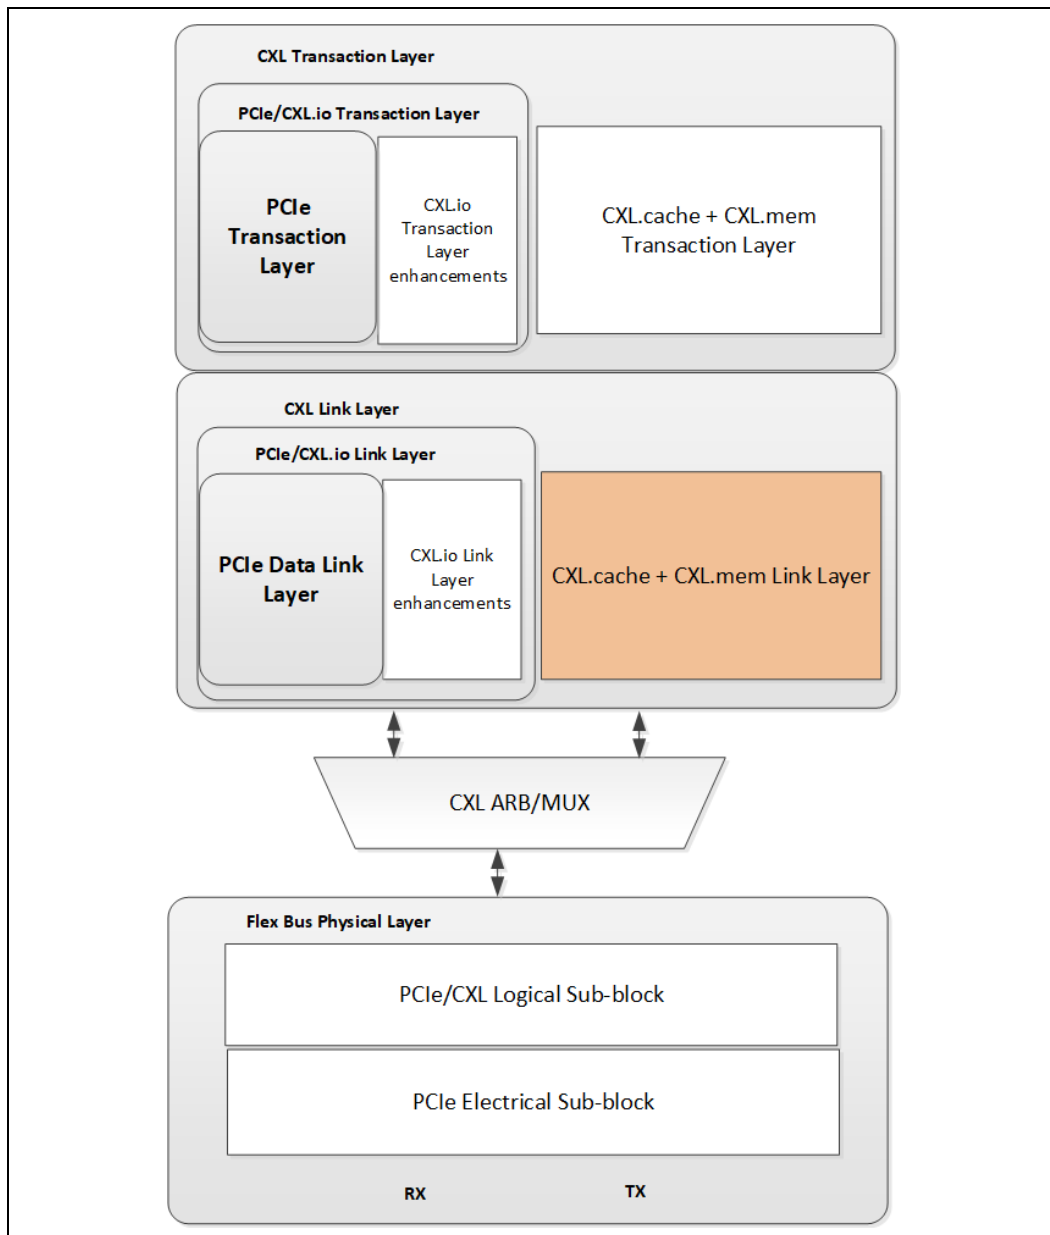 CXL Transaction Layer
PCIe/CXL.io Transaction Layer
PCIe
Transaction
Layer
CXL.io
Transaction
Layer
enhancements
CXL.cache + CXL.mem
Transaction Layer
CXL Link Layer
PCIe/CXL.io Link Layer
PCIe Data Link
Layer
CXL.io Link
Layer
enhancements
CXL.cache + CXL.mem Link Layer
CXL ARB/MUX
Flex Bus Physical Layer
PCIe/CXL Logical Sub-block
PCIe Electrical Sub-block
RX
TX